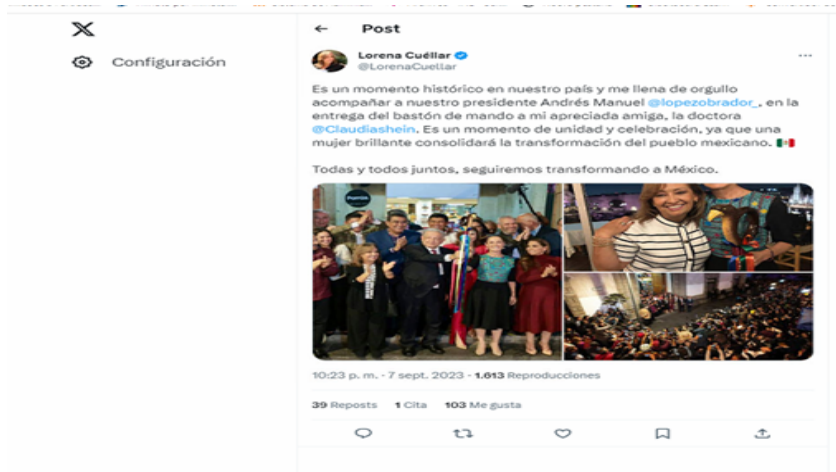 Post
Configuración
Lorena Cuéllar
@LorenaCuellar
Es un momento histórico en nuestro país y me llena de orgullo
acompañar a nuestro presidente Andrés Manuel @lopezobrador_, en la
entrega del bastón de mando a mi apreciada amiga, la doctora
@Claudiashein. Es un momento de unidad y celebración, ya que una
mujer brillante consolidará la transformación del pueblo mexicano. 🇲🇽
Todas y todos juntos, seguiremos transformando a México.
10:23 p. m. · 7 sept. 2023 · 1.613 Reproducciones
39 Reposts 1 Cita 103 Me gusta